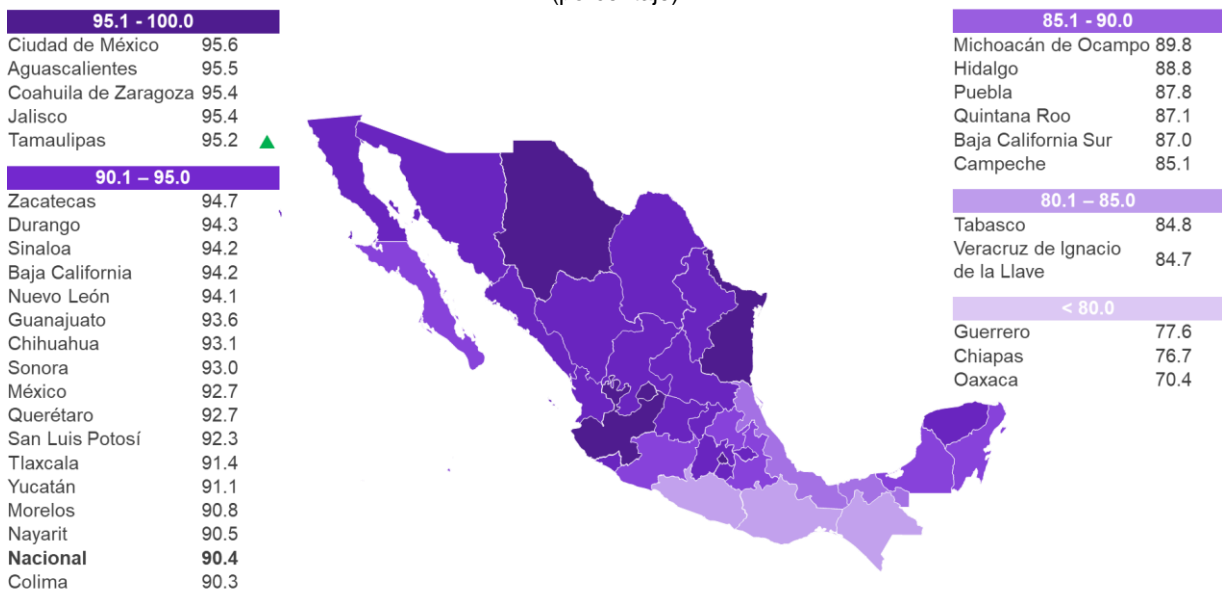 (porcentaje)
95.1 - 100.0
Ciudad de México 95.6
Aguascalientes 95.5
Coahuila de Zaragoza 95.4
Jalisco 95.4
Tamaulipas 95.2
90.1 – 95.0
Zacatecas 94.7
Durango 94.3
Sinaloa 94.2
Baja California 94.2
Nuevo León 94.1
Guanajuato 93.6
Chihuahua 93.1
Sonora 93.0
México 92.7
Querétaro 92.7
San Luis Potosí 92.3
Tlaxcala 91.4
Yucatán 91.1
Morelos 90.8
Nayarit 90.5
Nacional 90.4
Colima 90.3
85.1 - 90.0
Michoacán de Ocampo 89.8
Hidalgo 88.8
Puebla 87.8
Quintana Roo 87.1
Baja California Sur 87.0
Campeche 85.1
80.1 – 85.0
Tabasco 84.8
Veracruz de Ignacio
de la Llave 84.7
< 80.0
Guerrero 77.6
Chiapas 76.7
Oaxaca 70.4